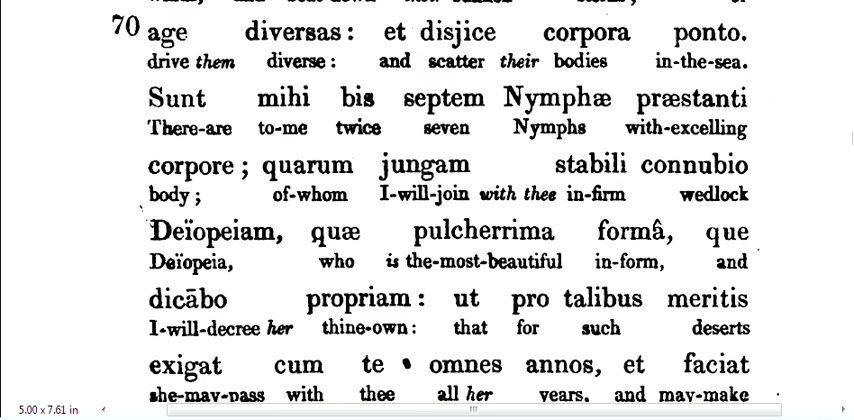 70 age diversas: et disjice corpora ponto.
drive them diverse: and scatter their bodies in-the-sea.
Sunt mihi bis septem Nymphæ præstanti
There-are to-me twice seven Nymphs with-excelling
corpore; quarum jungam stabili connubio
body; of-whom I-will-join with thee in-firm wedlock
Deïopeiam, quæ pulcherrima formâ, que
Deïopeia, who is the-most-beautiful in-form, and
dicābo propriam: ut pro talibus meritis
I-will-decree her thine-own: that for such deserts
exigat cum te omnes annos, et faciat
she-may-pass with thee all her years, and may-make
5.00 x 7.61 in